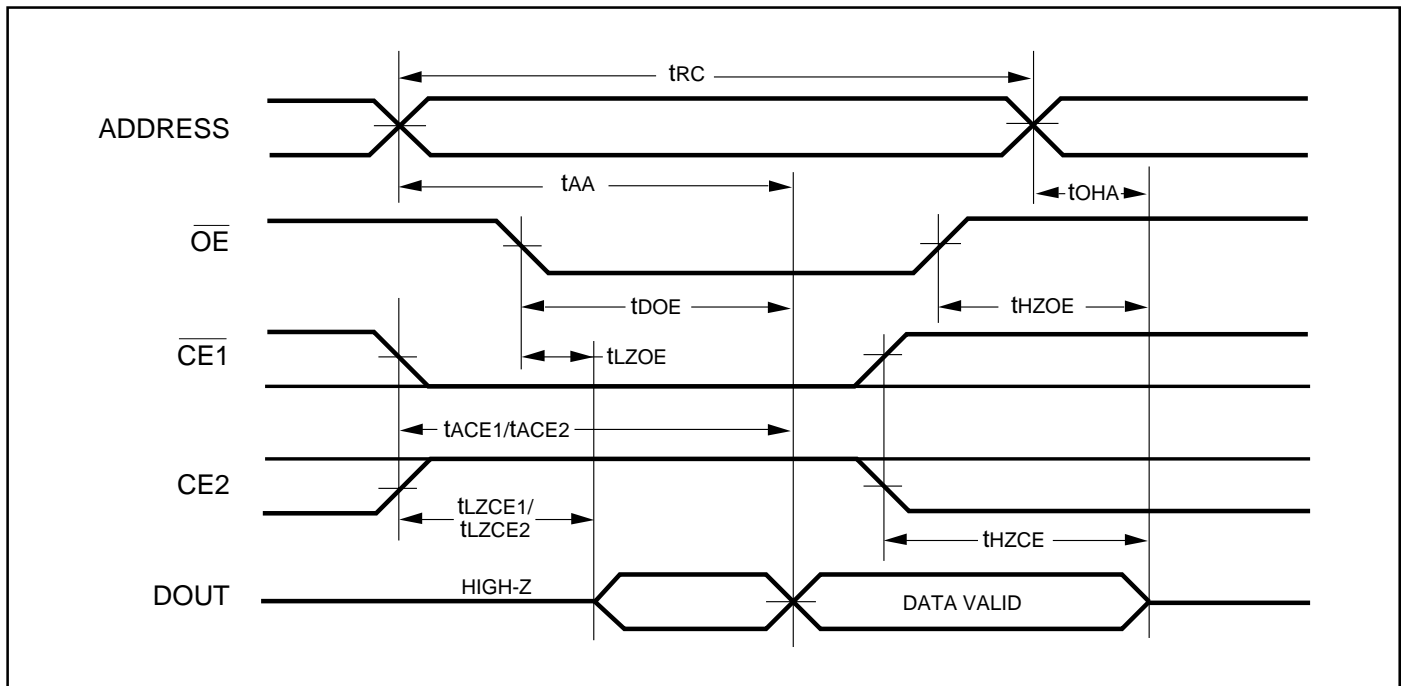 tRC
ADDRESS
tAA
tOHA
OE
tDOE
tHZOE
CE1
tLZOE
tACE1/tACE2
CE2
tLZCE1/
tLZCE2
tHZCE
DOUT
HIGH-Z
DATA VALID